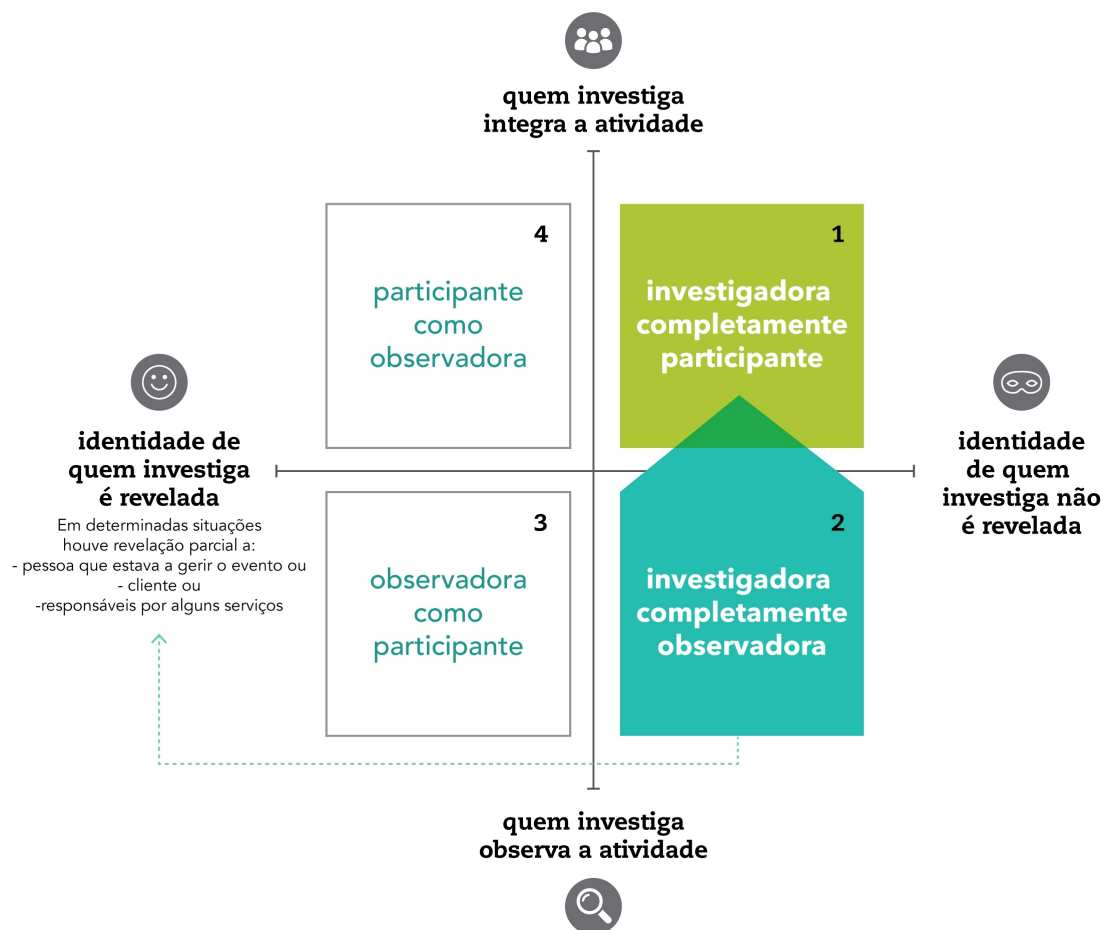 quem investiga
integra a atividade
4
participante
como
observadora
1
investigadora
completamente
participante
identidade de
quem investiga
é revelada
Em determinadas situações
houve revelação parcial a:
- pessoa que estava a gerir o evento ou
- cliente ou
-responsáveis por alguns serviços
identidade
de quem
investiga não
é revelada
3
observadora
como
participante
2
investigadora
completamente
observadora
quem investiga
observa a atividade